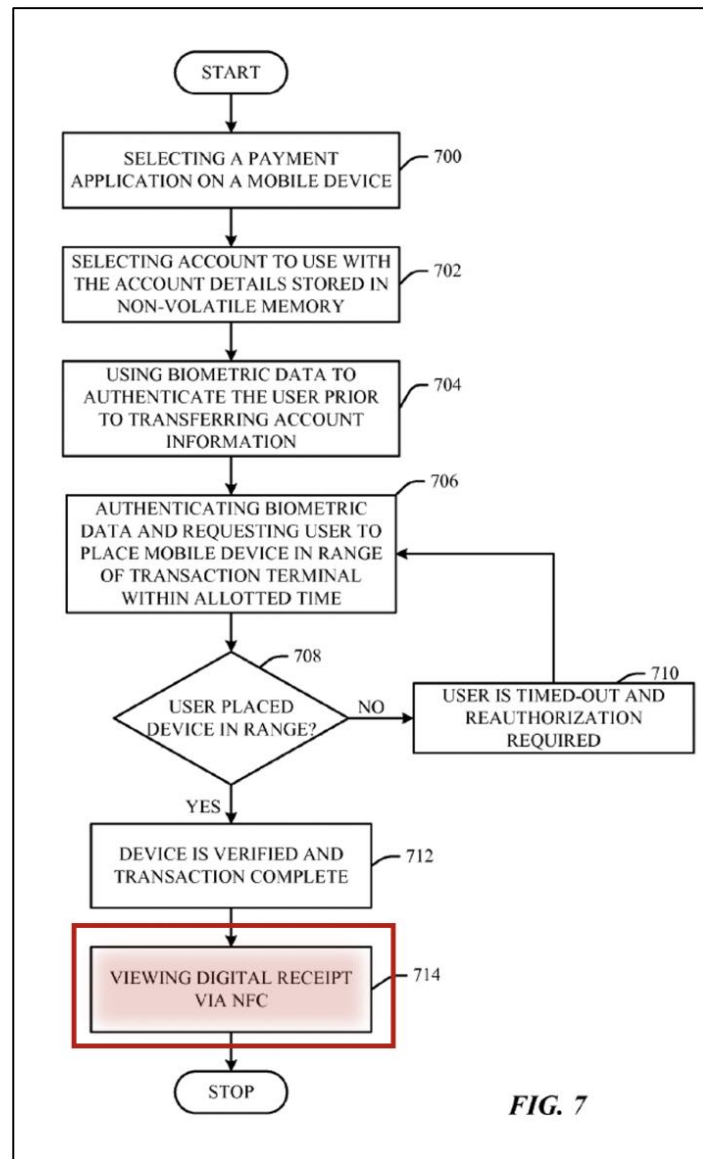 START
SELECTING A PAYMENT
APPLICATION ON A MOBILE DEVICE
700
SELECTING ACCOUNT TO USE WITH
THE ACCOUNT DETAILS STORED IN
NON-VOLATILE MEMORY
702
USING BIOMETRIC DATA TO
AUTHENTICATE THE USER PRIOR
TO TRANSFERRING ACCOUNT
INFORMATION
704
706
AUTHENTICATING BIOMETRIC
DATA AND REQUESTING USER TO
PLACE MOBILE DEVICE IN RANGE
OF TRANSACTION TERMINAL
WITHIN ALLOTTED TIME
708
USER PLACED
DEVICE IN RANGE?
NO
710
USER IS TIMED-OUT AND
REAUTHORIZATION
REQUIRED
YES
DEVICE IS VERIFIED AND
TRANSACTION COMPLETE
712
VIEWING DIGITAL RECEIPT
VIA NFC
714
STOP
FIG. 7